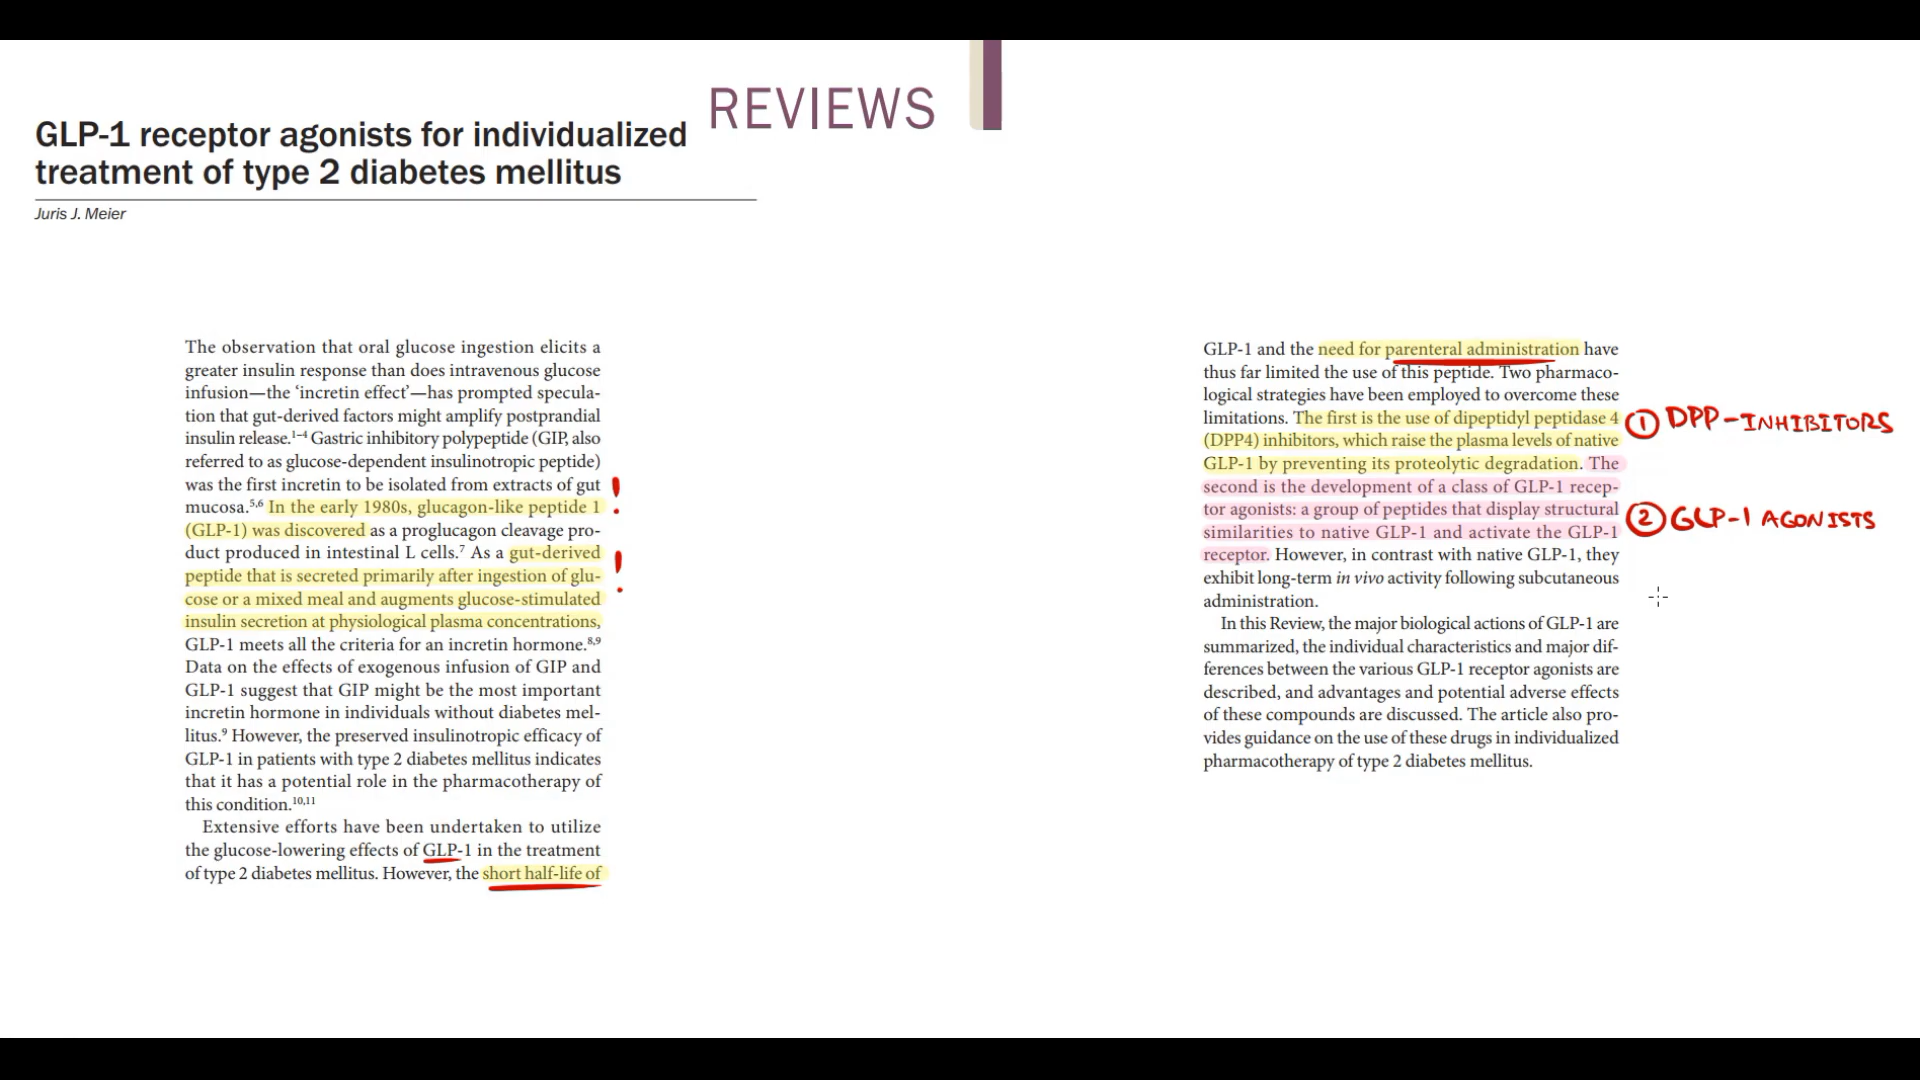 REVIEWS
GLP-1 receptor agonists for individualized
treatment of type 2 diabetes mellitus
Juris J. Meier
The observation that oral glucose ingestion elicits a
greater insulin response than does intravenous glucose
infusion—the ‘incretin effect’—has prompted specula-
tion that gut-derived factors might amplify postprandial
insulin release.¹⁻⁴ Gastric inhibitory polypeptide (GIP, also
referred to as glucose-dependent insulinotropic peptide)
was the first incretin to be isolated from extracts of gut
mucosa.⁵,⁶ In the early 1980s, glucagon-like peptide 1
(GLP-1) was discovered as a proglucagon cleavage pro-
duct produced in intestinal L cells.⁷ As a gut-derived
peptide that is secreted primarily after ingestion of glu-
cose or a mixed meal and augments glucose-stimulated
insulin secretion at physiological plasma concentrations,
GLP-1 meets all the criteria for an incretin hormone.⁸,⁹
Data on the effects of exogenous infusion of GIP and
GLP-1 suggest that GIP might be the most important
incretin hormone in individuals without diabetes mel-
litus.⁹ However, the preserved insulinotropic efficacy of
GLP-1 in patients with type 2 diabetes mellitus indicates
that it has a potential role in the pharmacotherapy of
this condition.¹⁰,¹¹
Extensive efforts have been undertaken to utilize
the glucose-lowering effects of GLP-1 in the treatment
of type 2 diabetes mellitus. However, the short half-life of
!
!
GLP-1 and the need for parenteral administration have
thus far limited the use of this peptide. Two pharmaco-
logical strategies have been employed to overcome these
limitations. The first is the use of dipeptidyl peptidase 4
(DPP4) inhibitors, which raise the plasma levels of native
GLP-1 by preventing its proteolytic degradation. The
second is the development of a class of GLP-1 recep-
tor agonists: a group of peptides that display structural
similarities to native GLP-1 and activate the GLP-1
receptor. However, in contrast with native GLP-1, they
exhibit long-term in vivo activity following subcutaneous
administration.
In this Review, the major biological actions of GLP-1 are
summarized, the individual characteristics and major dif-
ferences between the various GLP-1 receptor agonists are
described, and advantages and potential adverse effects
of these compounds are discussed. The article also pro-
vides guidance on the use of these drugs in individualized
pharmacotherapy of type 2 diabetes mellitus.
① DPP-INHIBITORS
② GLP-1 AGONISTS